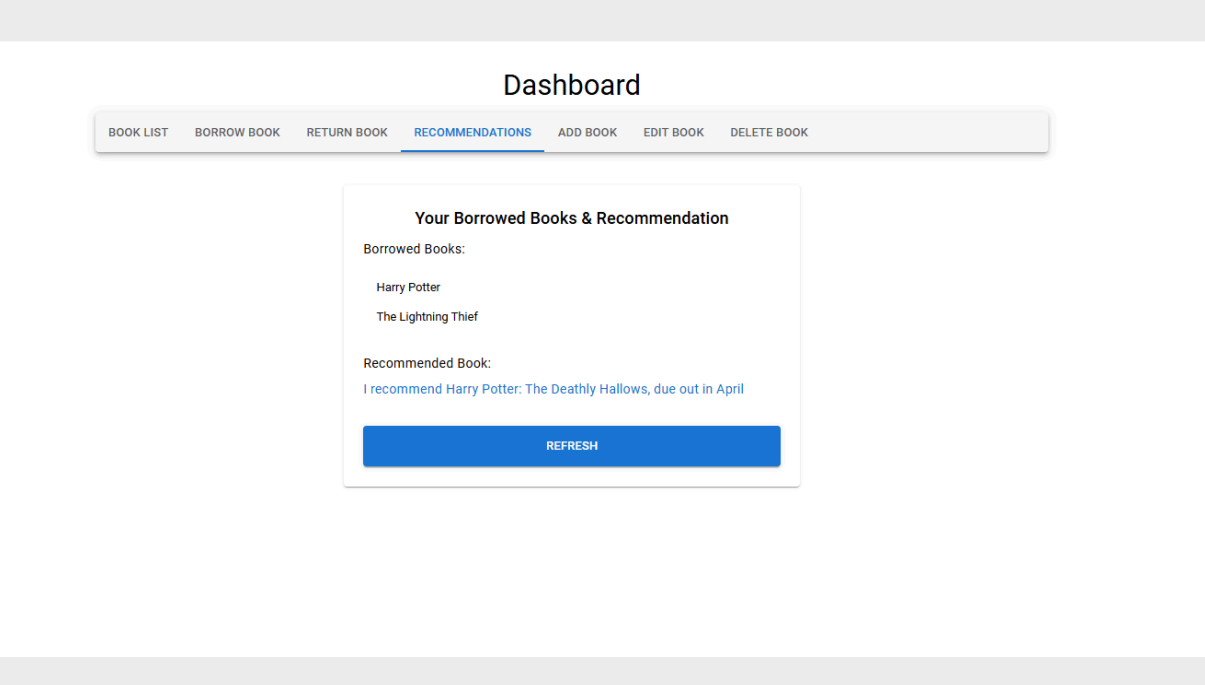 Dashboard
BOOK LIST BORROW BOOK RETURN BOOK RECOMMENDATIONS ADD BOOK EDIT BOOK DELETE BOOK
Your Borrowed Books & Recommendation
Borrowed Books:
Harry Potter
The Lightning Thief
Recommended Book:
I recommend Harry Potter: The Deathly Hallows, due out in April
REFRESH